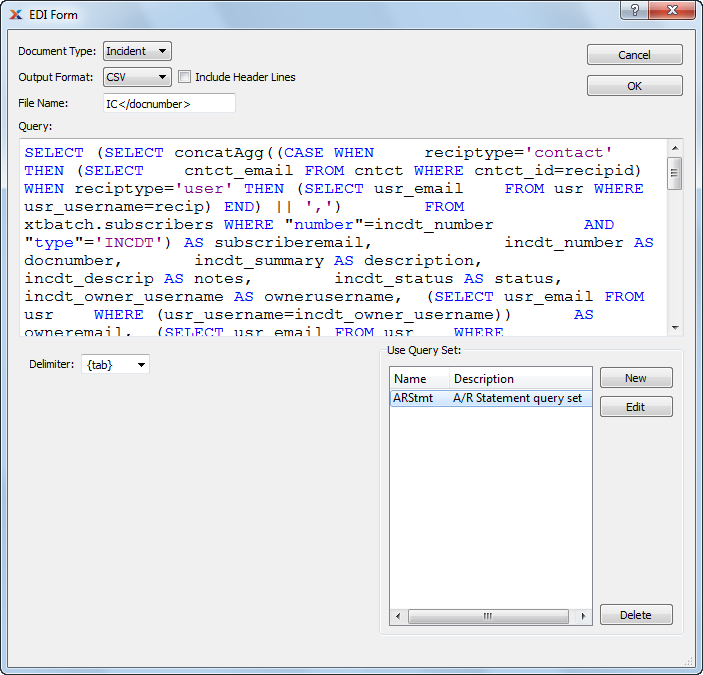 EDI Form
Document Type: Incident
Cancel
Output Format: CSV Include Header Lines
OK
File Name: IC</docnumber>
Query:
SELECT (SELECT concatAgg((CASE WHEN reciptype='contact'
THEN (SELECT cntct_email FROM cntct WHERE cntct_id=recipid)
WHEN reciptype='user' THEN (SELECT usr_email FROM usr WHERE
usr_username=recip) END) || ',') FROM
xtbatch.subscribers WHERE "number"=incdt_number AND
"type"='INCDT') AS subscriberemail, incdt_number AS
docnumber, incdt_summary AS description,
incdt_descrip AS notes, incdt_status AS status,
incdt_owner_username AS ownerusername, (SELECT usr_email FROM
usr WHERE (usr_username=incdt_owner_username)) AS
owneremail, (SELECT usr_email FROM usr WHERE
Delimiter: {tab}
Use Query Set:
Name Description
ARStmt A/R Statement query set
New
Edit
Delete